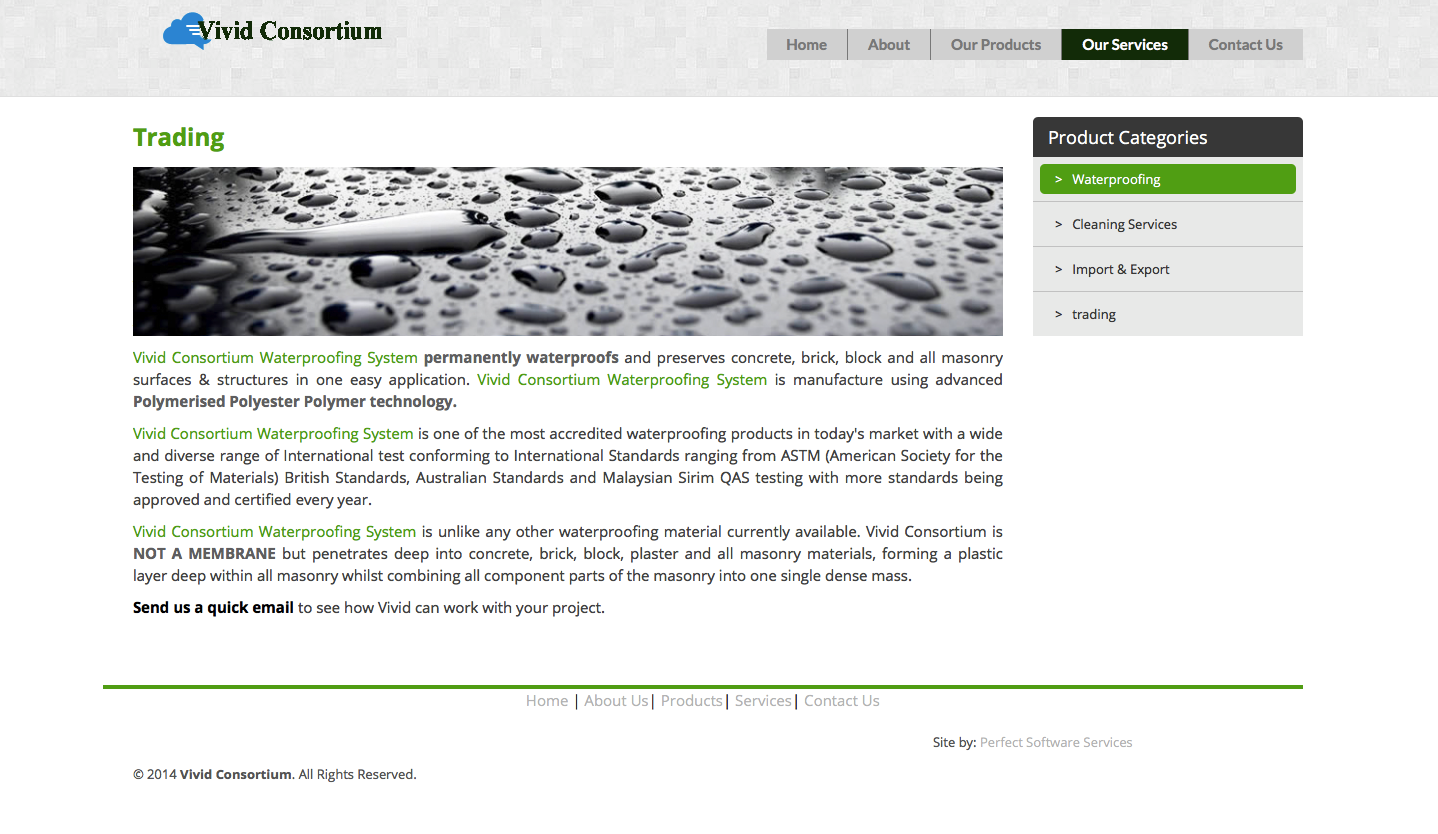 Vivid Consortium
Home
About
Our Products
Our Services
Contact Us
Trading
Vivid Consortium Waterproofing System permanently waterproofs and preserves concrete, brick, block and all masonry
surfaces & structures in one easy application. Vivid Consortium Waterproofing System is manufacture using advanced
Polymerised Polyester Polymer technology.
Vivid Consortium Waterproofing System is one of the most accredited waterproofing products in today's market with a wide
and diverse range of International test conforming to International Standards ranging from ASTM (American Society for the
Testing of Materials) British Standards, Australian Standards and Malaysian Sirim QAS testing with more standards being
approved and certified every year.
Vivid Consortium Waterproofing System is unlike any other waterproofing material currently available. Vivid Consortium is
NOT A MEMBRANE but penetrates deep into concrete, brick, block, plaster and all masonry materials, forming a plastic
layer deep within all masonry whilst combining all component parts of the masonry into one single dense mass.
Send us a quick email to see how Vivid can work with your project.
Product Categories
> Waterproofing
> Cleaning Services
> Import & Export
> trading
Home | About Us | Products | Services | Contact Us
Site by: Perfect Software Services
© 2014 Vivid Consortium. All Rights Reserved.